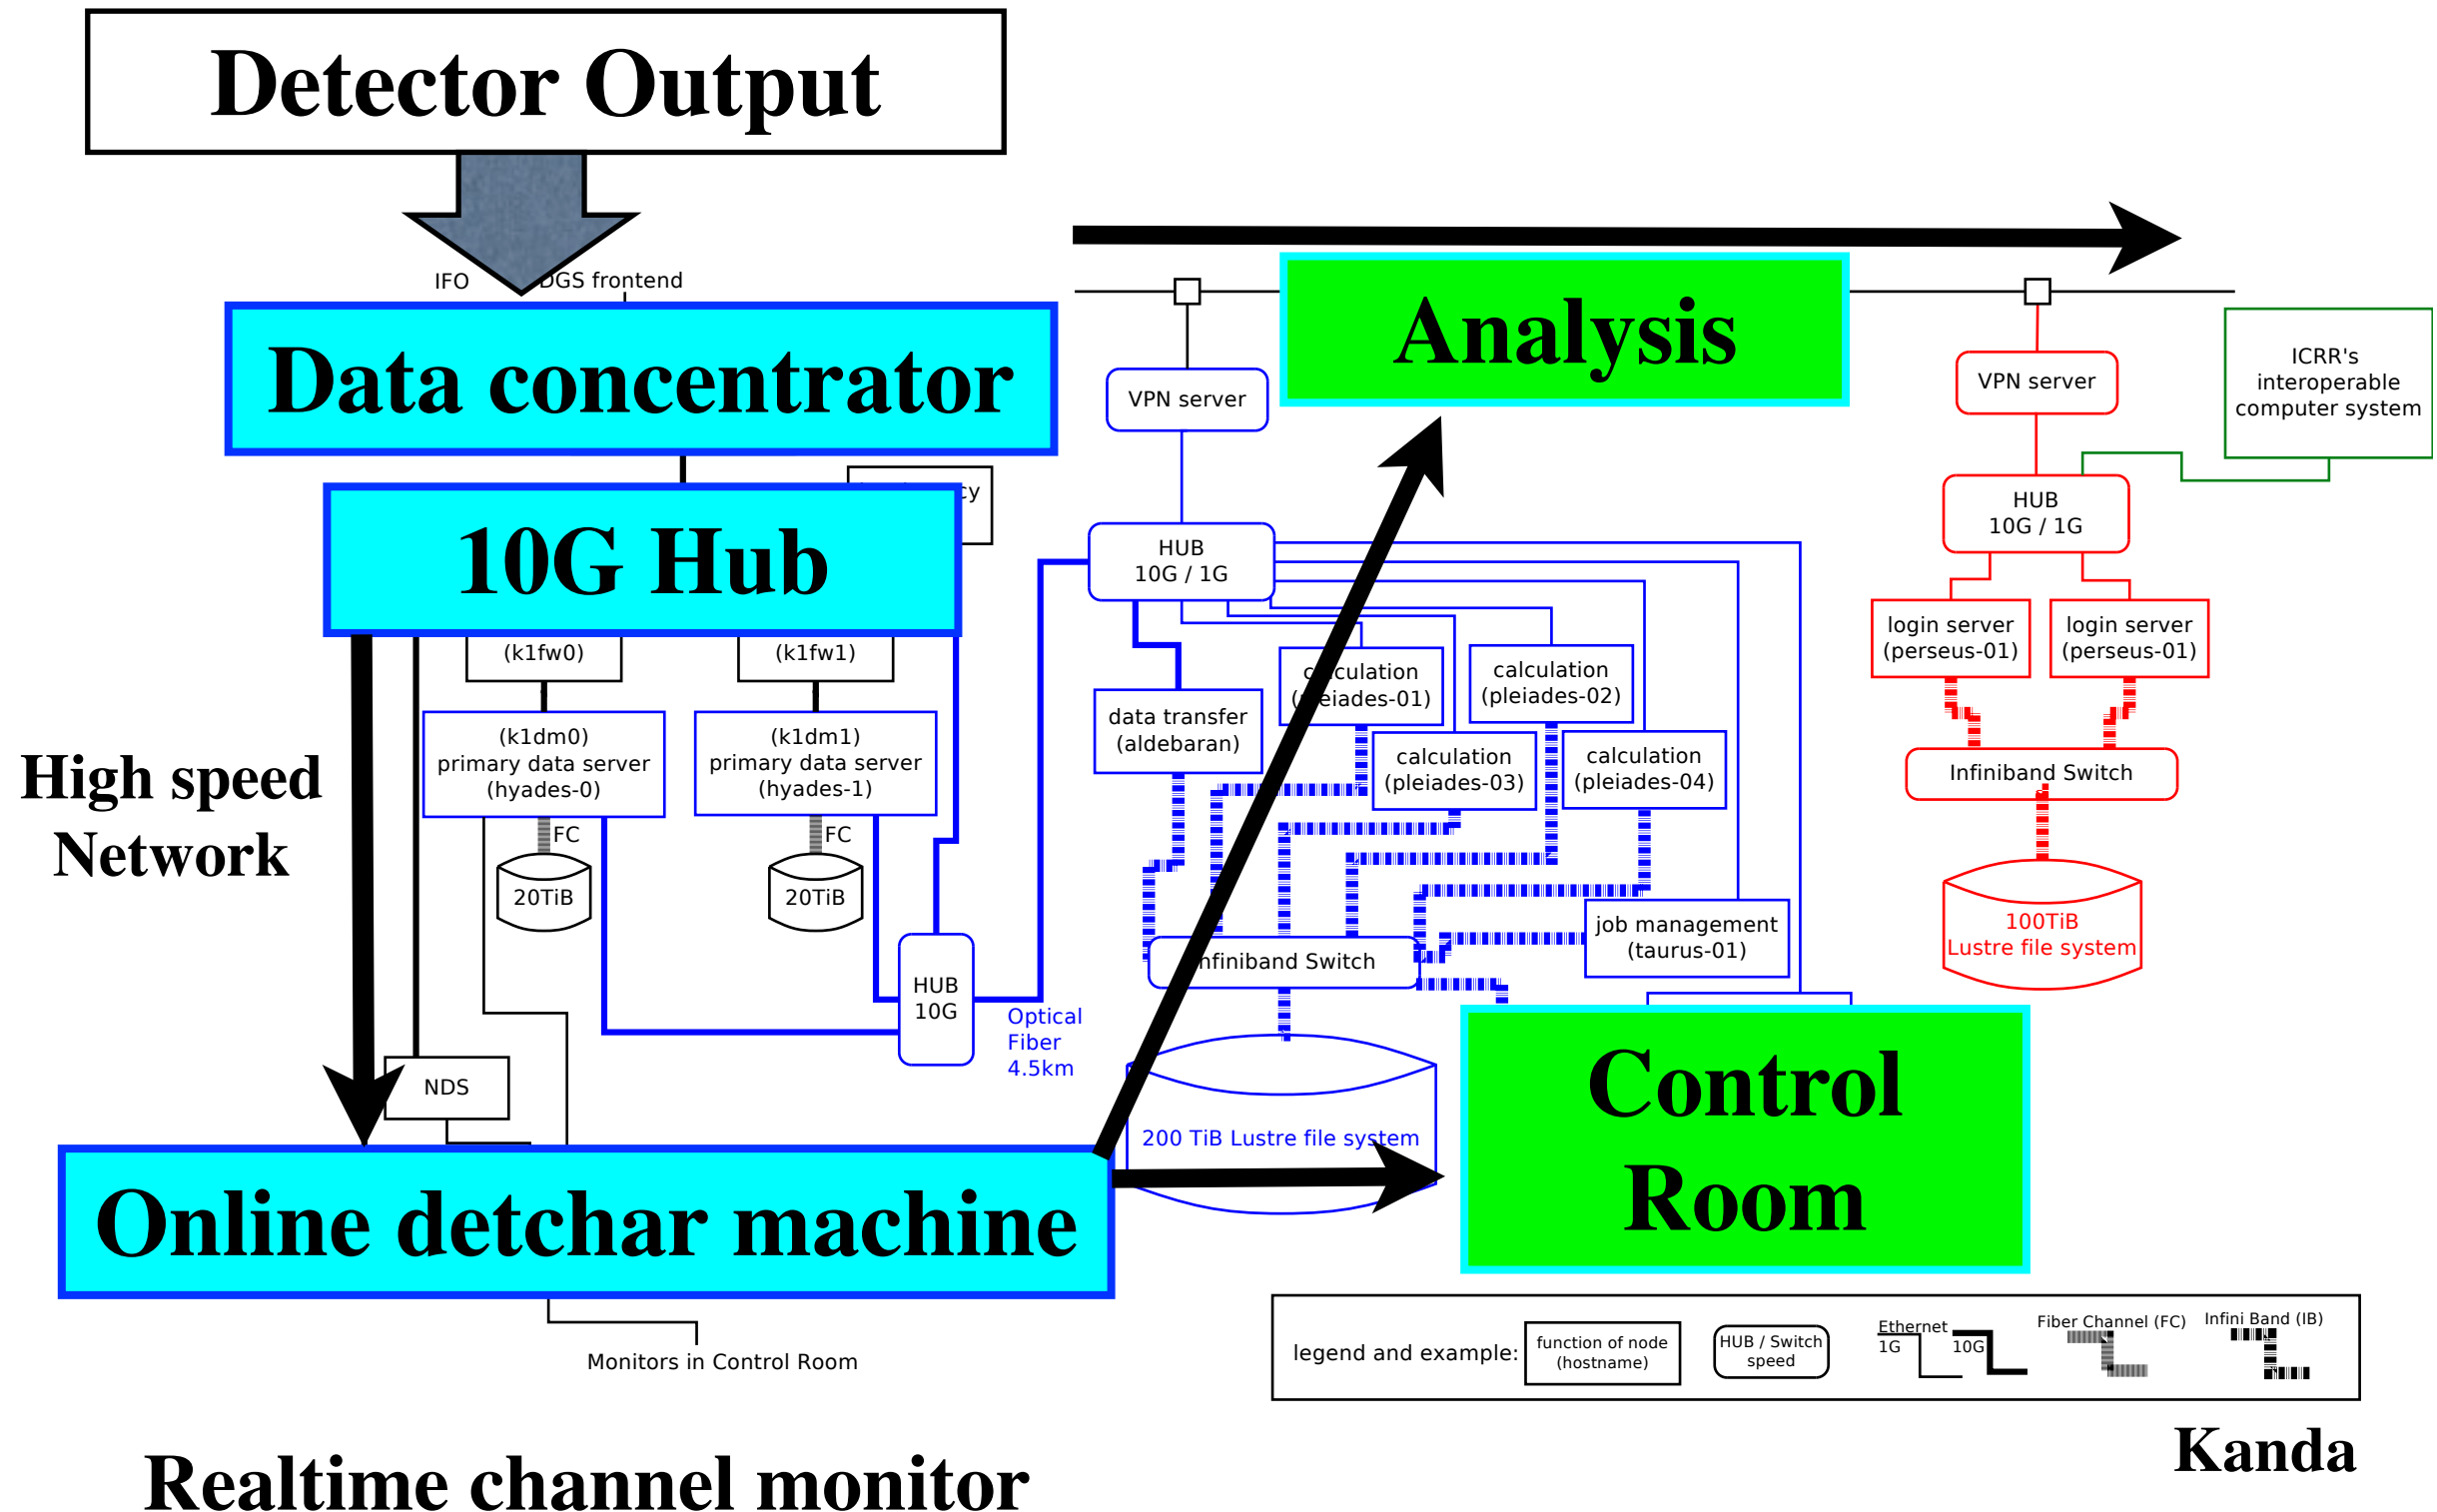 Detector Output
IFO
DGS frontend
Data concentrator
10G Hub
cy
(k1fw0)
(k1fw1)
(k1dm0)
primary data server
(hyades-0)
(k1dm1)
primary data server
(hyades-1)
FC
FC
20TiB
20TiB
High speed
Network
HUB
10G
Optical
Fiber
4.5km
NDS
Online detchar machine
Monitors in Control Room
Realtime channel monitor
Analysis
VPN server
HUB
10G / 1G
data transfer
(aldebaran)
calculation
(pleiades-01)
calculation
(pleiades-02)
calculation
(pleiades-03)
calculation
(pleiades-04)
job management
(taurus-01)
Infiniband Switch
200 TiB Lustre file system
Control
Room
VPN server
ICRR's
interoperable
computer system
HUB
10G / 1G
login server
(perseus-01)
login server
(perseus-01)
Infiniband Switch
100TiB
Lustre file system
legend and example:
function of node
(hostname)
HUB / Switch
speed
Ethernet
1G
10G
Fiber Channel (FC)
Infini Band (IB)
Kanda